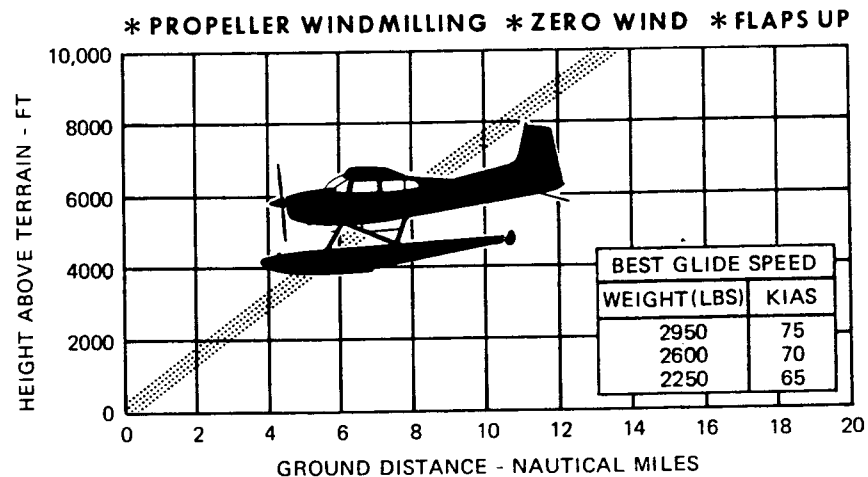 * PROPELLER WINDMILLING * ZERO WIND * FLAPS UP
10,000
8000
6000
4000
2000
0
HEIGHT ABOVE TERRAIN - FT
BEST GLIDE SPEED
WEIGHT (LBS) KIAS
2950 75
2600 70
2250 65
0 2 4 6 8 10 12 14 16 18 20
GROUND DISTANCE - NAUTICAL MILES